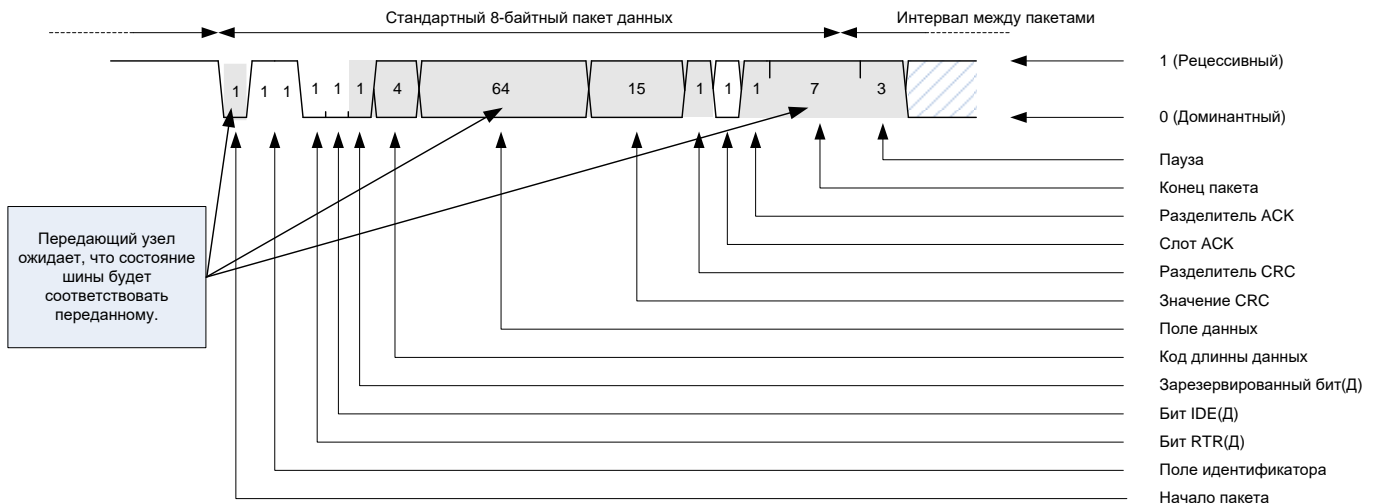 Стандартный 8-байтный пакет данных
Интервал между пакетами
1 1 1 1 1 1 4 64 15 1 1 1 7 3
1 (Рецессивный)
0 (Доминантный)
Пауза
Конец пакета
Разделитель ACK
Слот ACK
Разделитель CRC
Значение CRC
Поле данных
Код длинны данных
Зарезервированный бит(Д)
Бит IDE(Д)
Бит RTR(Д)
Поле идентификатора
Начало пакета
Передающий узел
ожидает, что состояние
шины будет
соответствовать
переданному.